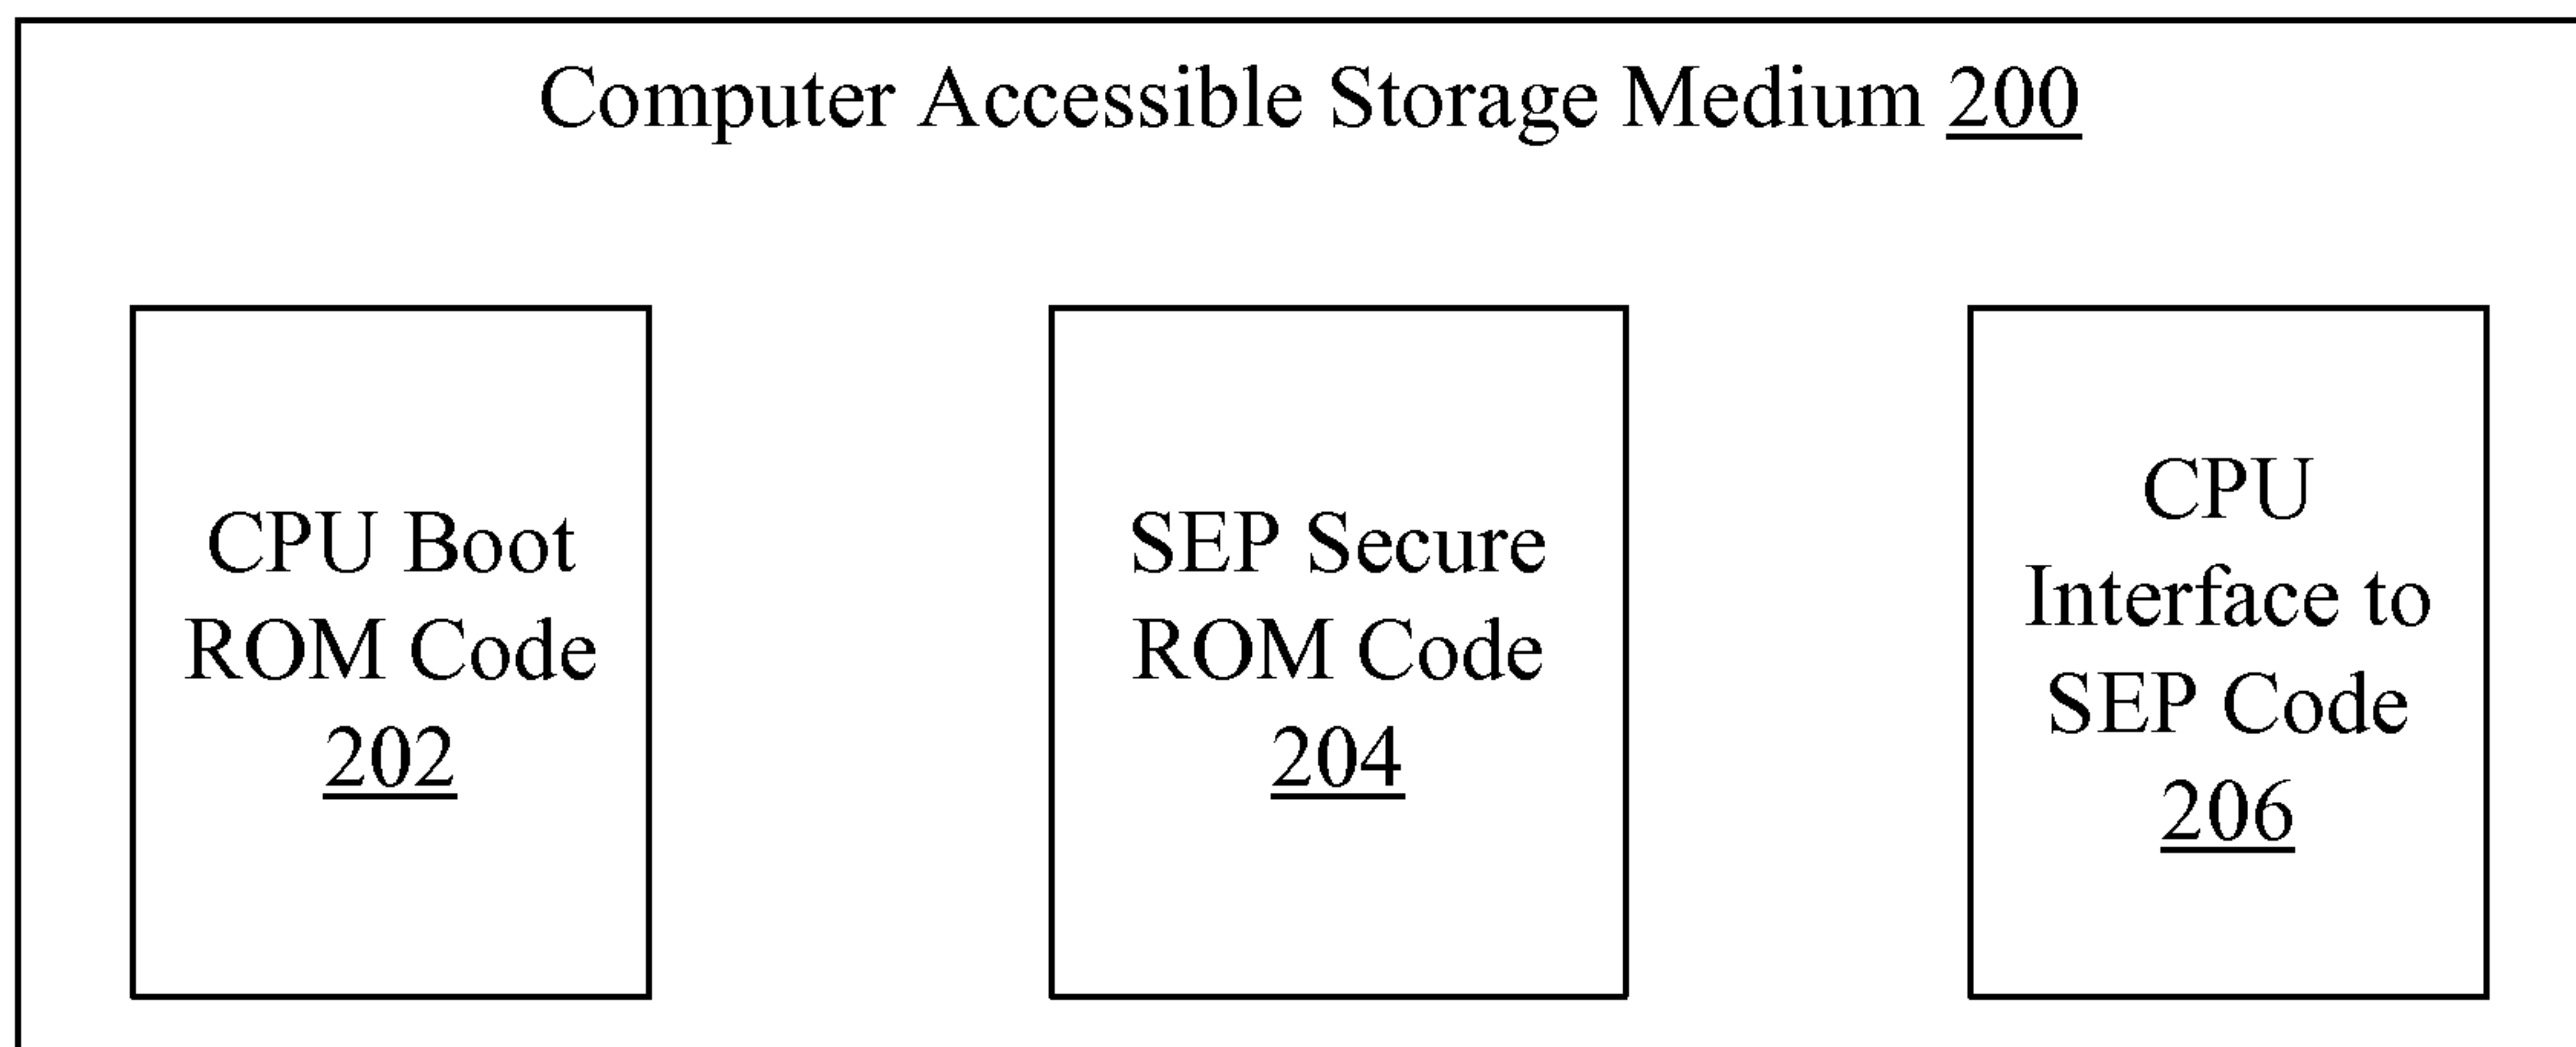 Computer Accessible Storage Medium 200
CPU Boot
ROM Code
202
SEP Secure
ROM Code
204
CPU
Interface to
SEP Code
206